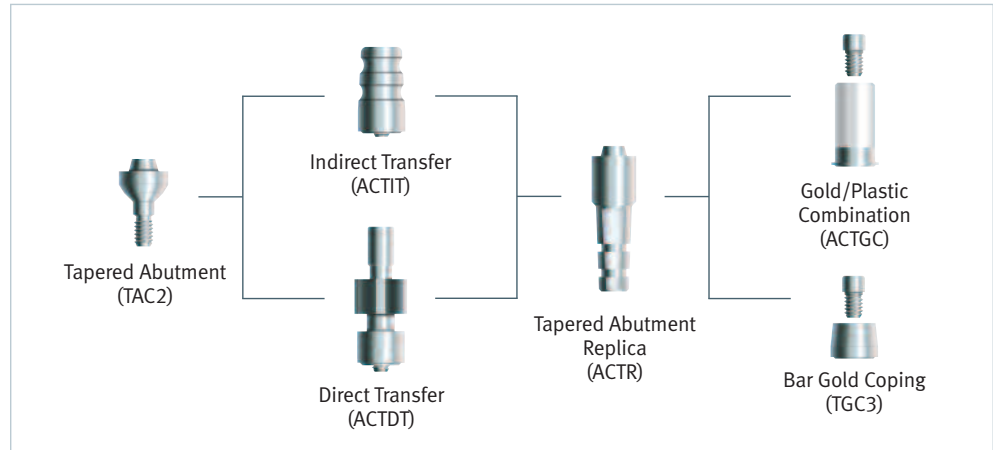 Indirect Transfer
(ACTIT)
Gold/Plastic
Combination
(ACTGC)
Tapered Abutment
(TAC2)
Tapered Abutment
Replica
(ACTR)
Direct Transfer
(ACTDT)
Bar Gold Coping
(TGC3)